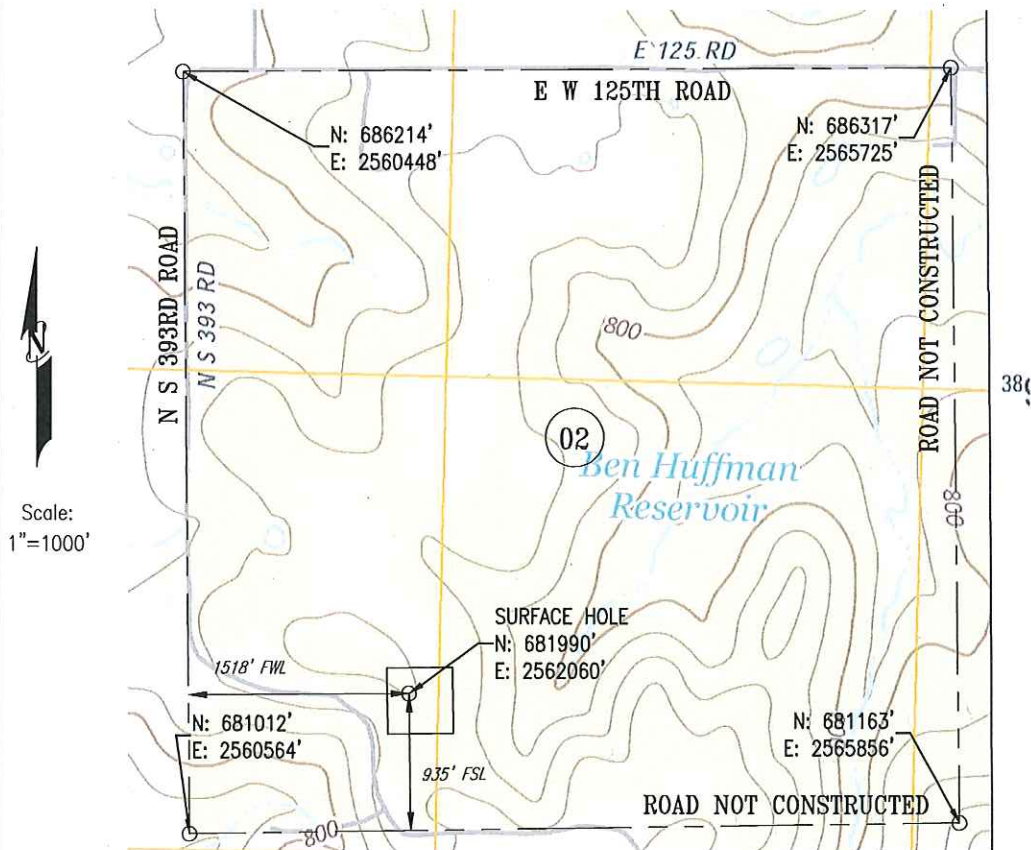 E 125 RD
E W 125TH ROAD
N: 686214'
E: 2560448'
N: 686317'
E: 2565725'
N S 393RD ROAD
N S 393 RD
ROAD NOT CONSTRUCTED
N
800
Scale:
1"=1000'
02
Ben Huffman
Reservoir
800
SURFACE HOLE
N: 681990'
E: 2562060'
1518' FWL
N: 681012'
E: 2560564'
935' FSL
N: 681163'
E: 2565856'
ROAD NOT CONSTRUCTED
800